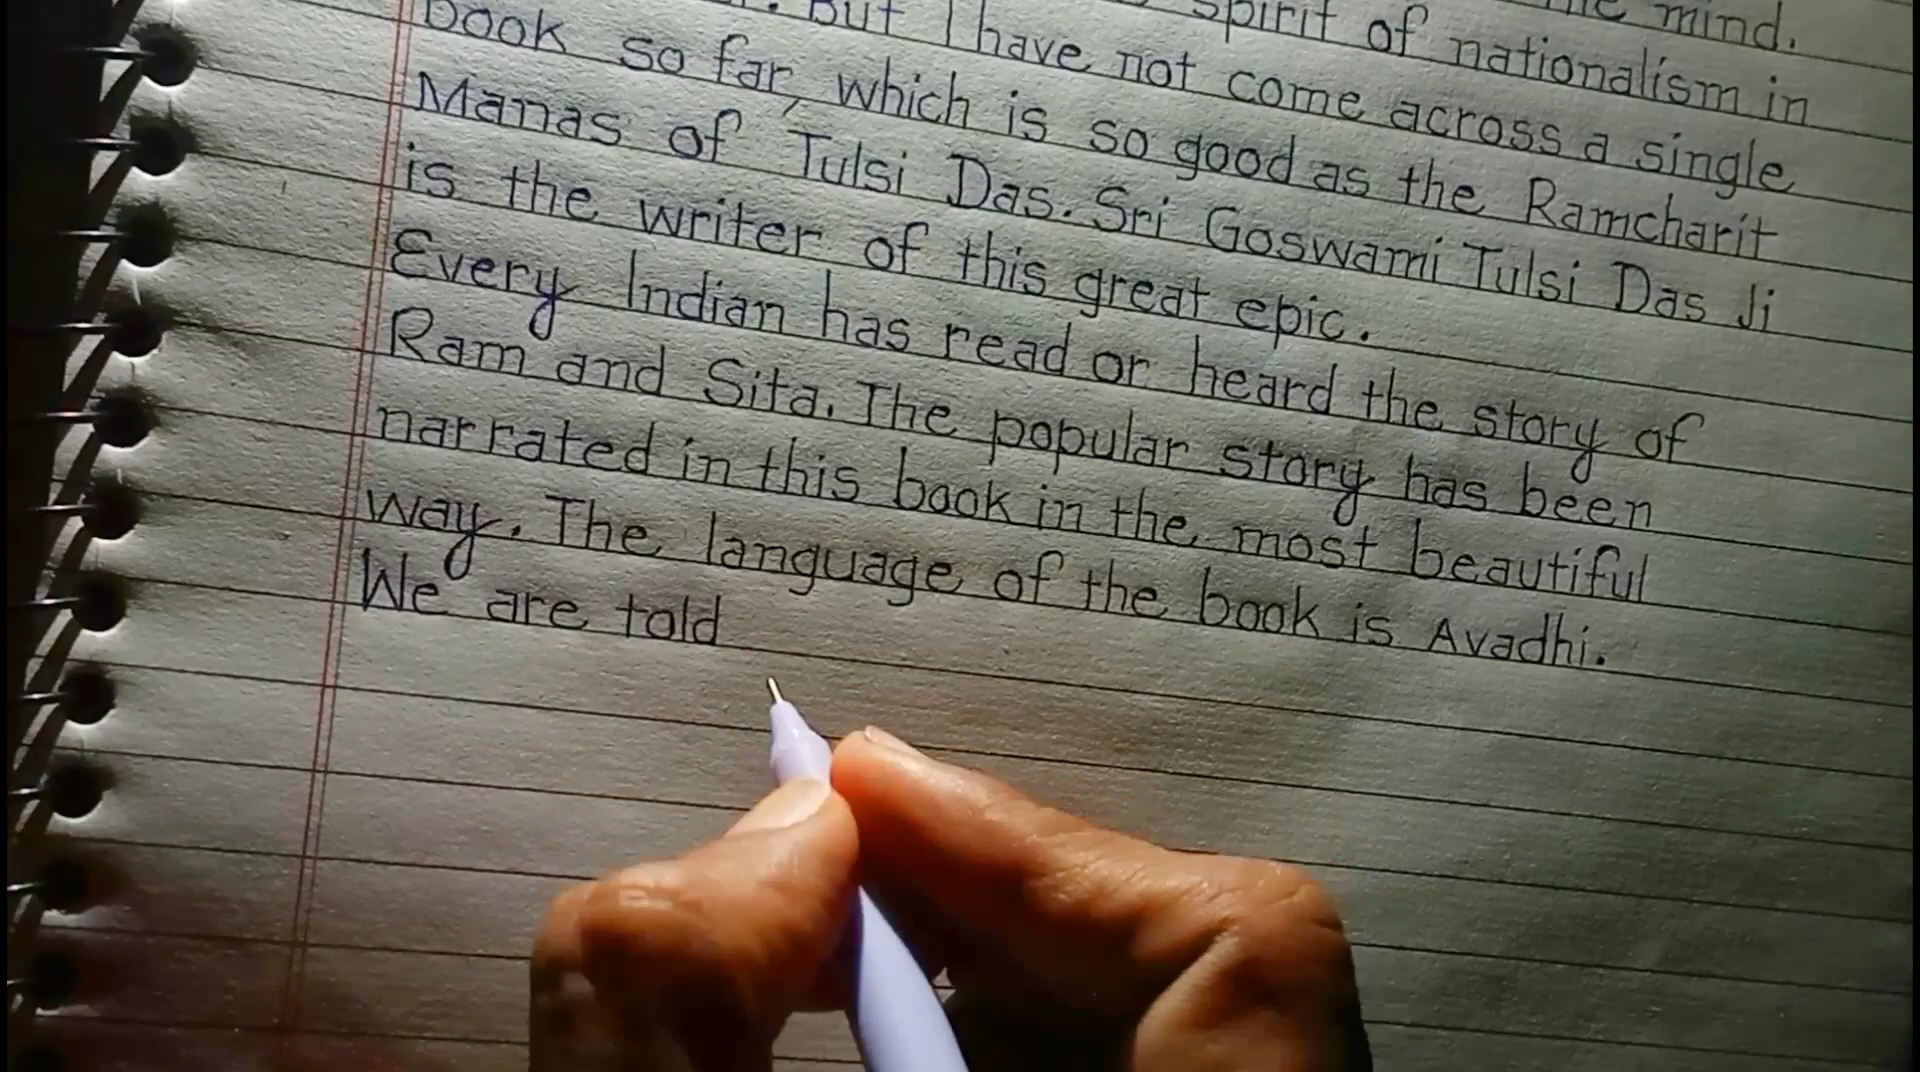 mind.
spirit of nationalism in
But I have not come across a single
book so far, which is so good as the Ramcharit
Manas of Tulsi Das. Sri Goswami Tulsi Das Ji
is the writer of this great epic.
Every Indian has read or heard the story of
Ram and Sita. The popular story has been
narrated in this book in the most beautiful
way. The language of the book is Avadhi.
We are told